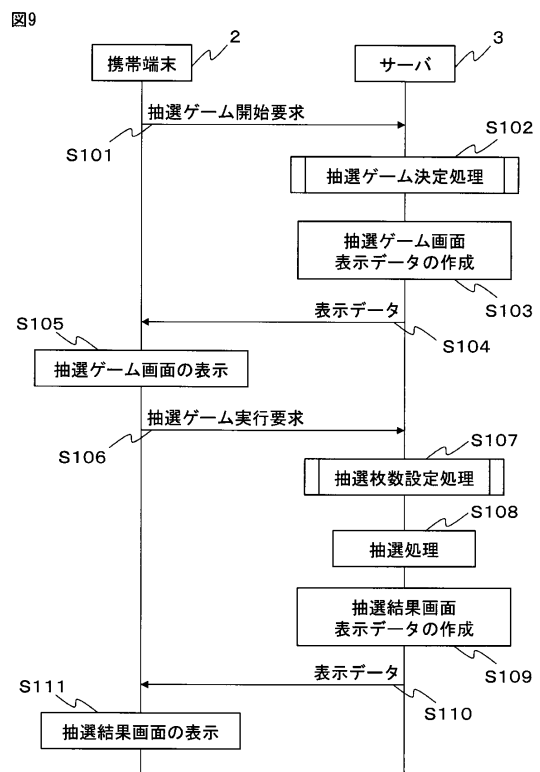 図9
2
3
携帯端末
サーバ
抽選ゲーム開始要求
S101
S102
抽選ゲーム決定処理
抽選ゲーム画面
表示データの作成
S103
表示データ
S104
S105
抽選ゲーム画面の表示
抽選ゲーム実行要求
S106
S107
抽選枚数設定処理
S108
抽選処理
抽選結果画面
表示データの作成
S109
表示データ
S110
S111
抽選結果画面の表示